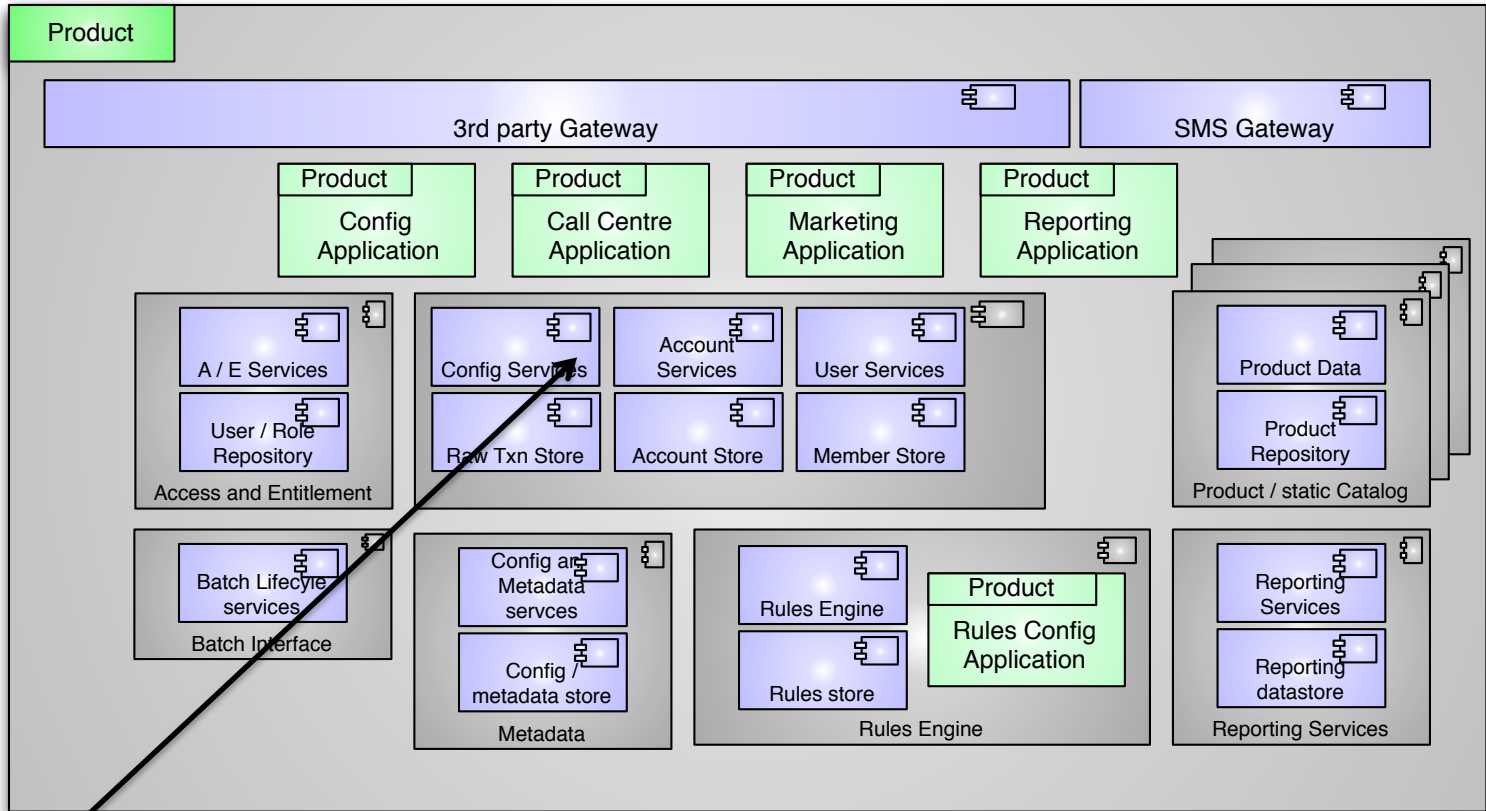 Product
3rd party Gateway
SMS Gateway
Product
Config
Application
Product
Call Centre
Application
Product
Marketing
Application
Product
Reporting
Application
A / E Services
User / Role
Repository
Access and Entitlement
Config Services
Account
Services
User Services
Raw Txn Store
Account Store
Member Store
Product Data
Product
Repository
Product / static Catalog
Batch Lifecyle
services
Batch Interface
Config and
Metadata
servces
Config /
metadata store
Metadata
Rules Engine
Rules store
Product
Rules Config
Application
Rules Engine
Reporting
Services
Reporting
datastore
Reporting Services